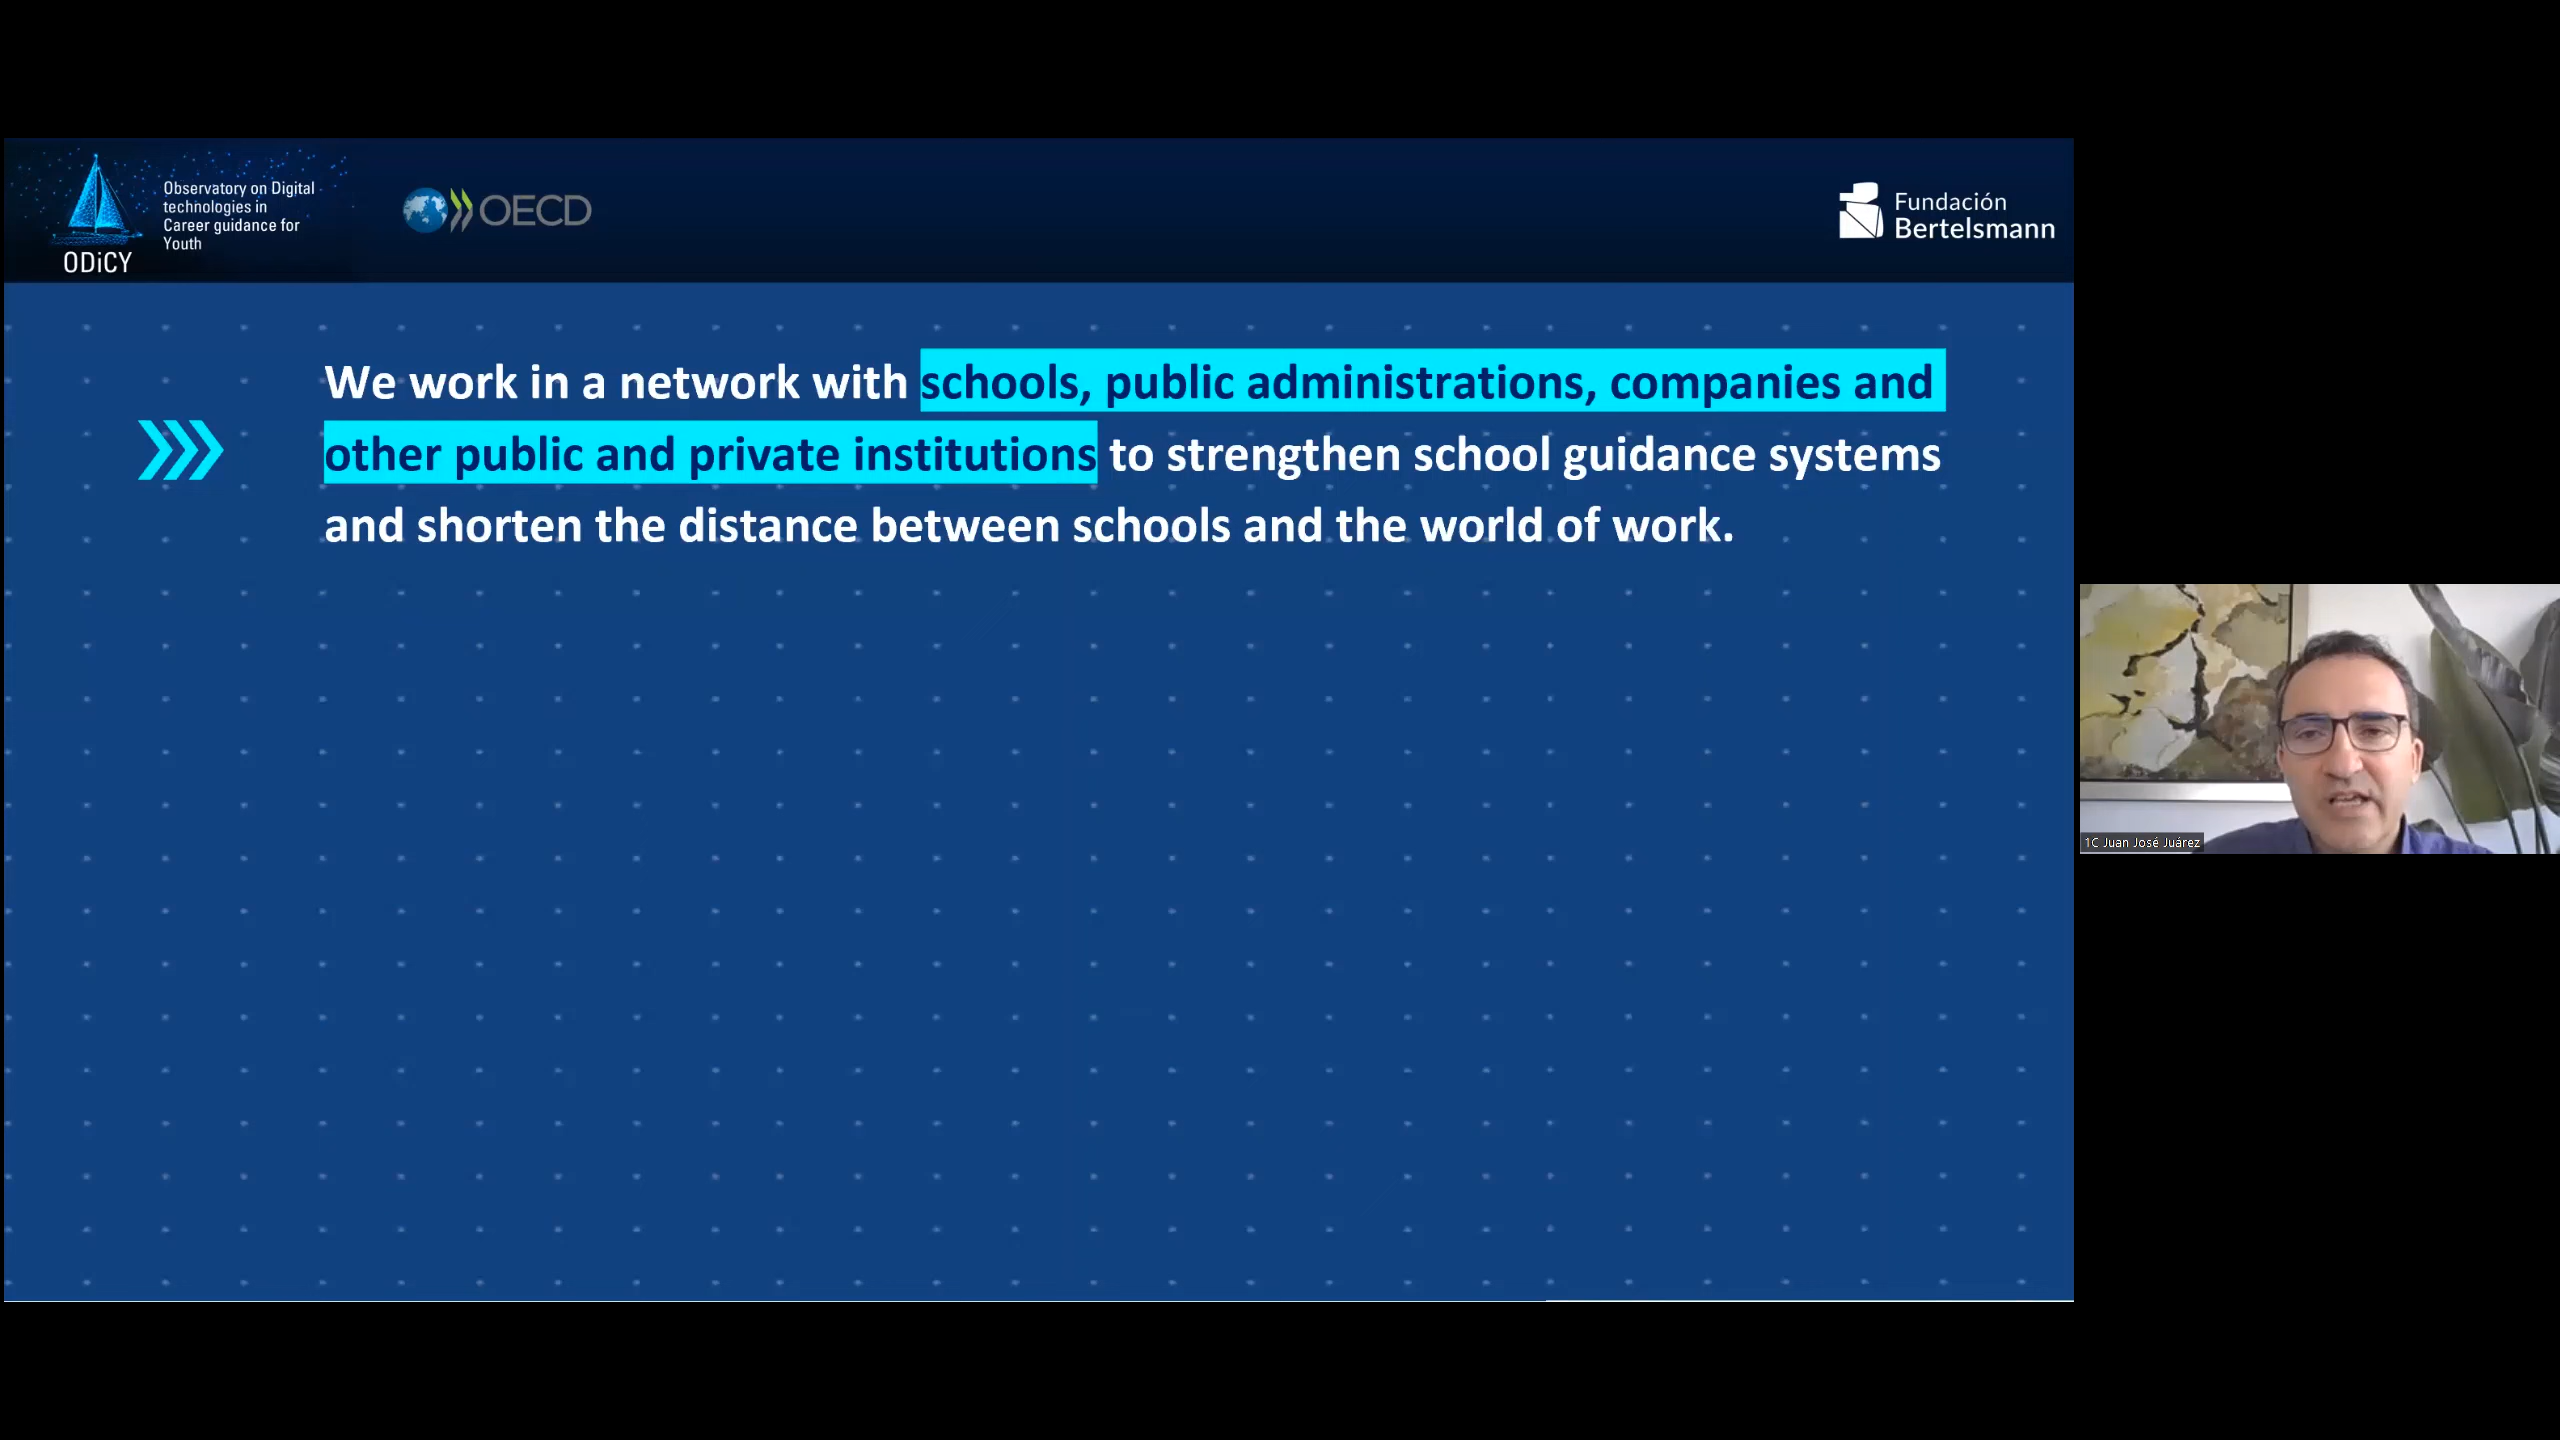 Observatory on Digital
technologies in
Career guidance for
Youth
ODiCY
OECD
Fundación
Bertelsmann
We work in a network with schools, public administrations, companies and
other public and private institutions to strengthen school guidance systems
and shorten the distance between schools and the world of work.
1C Juan José Juárez